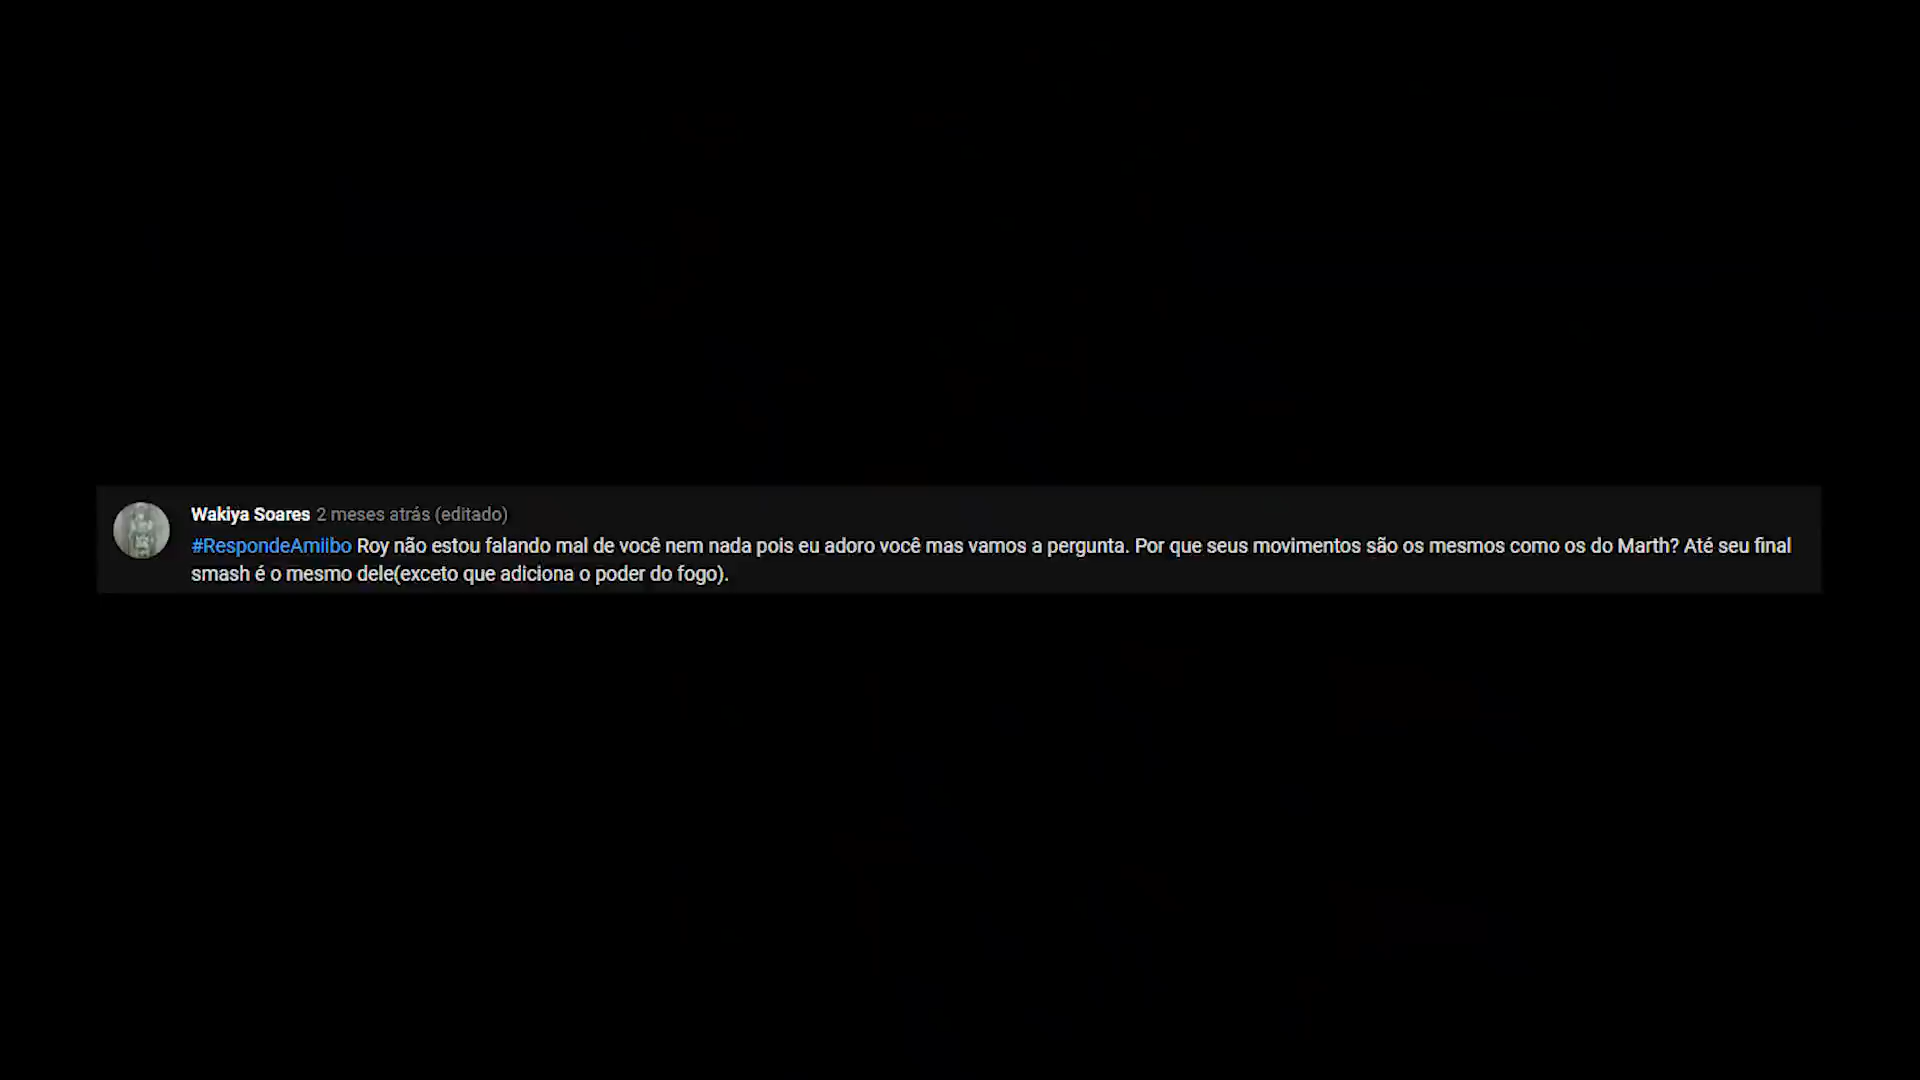 Wakiya Soares 2 meses atrás (editado)
#RespondeAmiibo Roy não estou falando mal de você nem nada pois eu adoro você mas vamos a pergunta. Por que seus movimentos são os mesmos como os do Marth? Até seu final
smash é o mesmo dele(exceto que adiciona o poder do fogo).